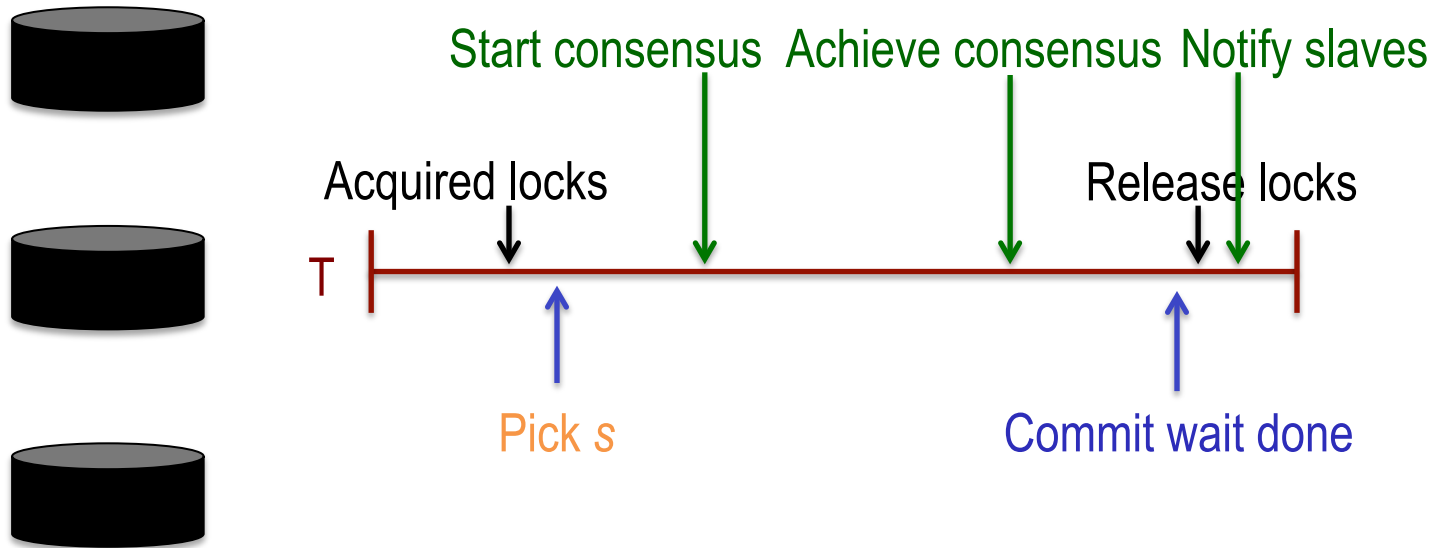 Start consensus
Achieve consensus
Notify slaves
Acquired locks
Release locks
T
Pick s
Commit wait done